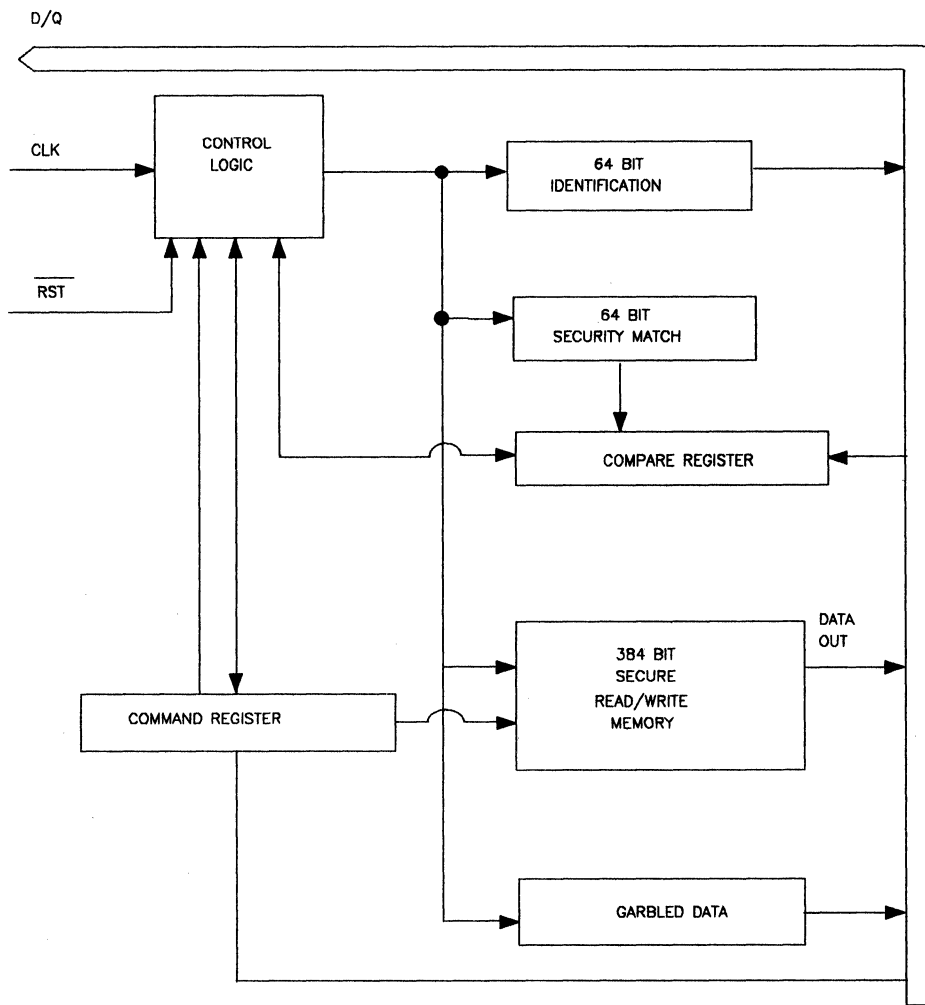 D/Q
CONTROL
LOGIC
CLK
64 BIT
IDENTIFICATION
RST
64 BIT
SECURITY MATCH
COMPARE REGISTER
DATA
OUT
384 BIT
SECURE
READ/WRITE
MEMORY
COMMAND REGISTER
GARBLED DATA